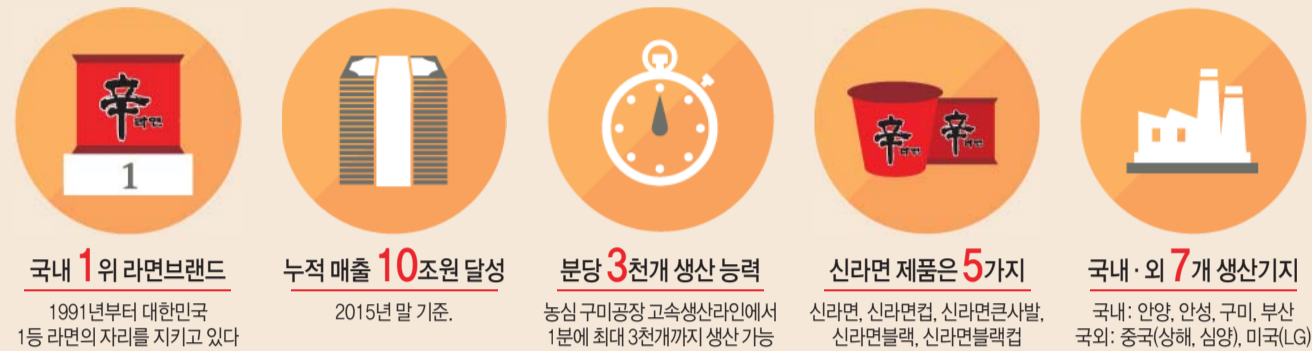 辛라면
1
辛라면
辛라면
국내 1위 라면브랜드
1991년부터 대한민국
1등 라면의 자리를 지키고 있다
누적 매출 10조원 달성
2015년 말 기준.
분당 3천개 생산 능력
농심 구미공장 고속생산라인에서
1분에 최대 3천개까지 생산 가능
신라면 제품은 5가지
신라면, 신라면컵, 신라면큰사발,
신라면블랙, 신라면블랙컵
국내·외 7개 생산기지
국내: 안양, 안성, 구미, 부산
국외: 중국(상해, 심양), 미국(LG)